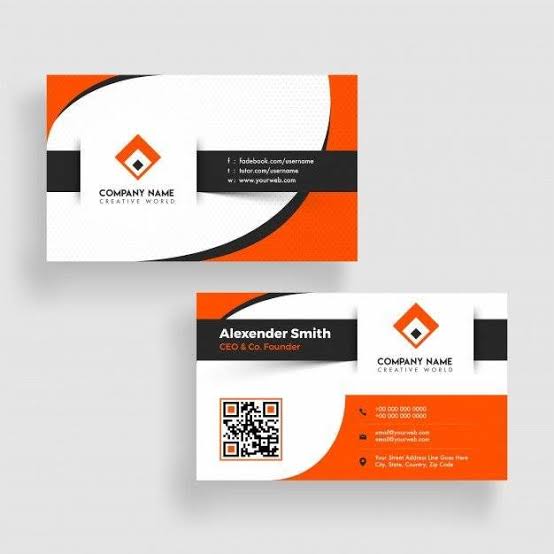 COMPANY NAME
CREATIVE WORLD
f : fadebook.com/username
t : tutor.com/username
w : www.yourweb.com
Alexender Smith
CEO & Co. Founder
COMPANY NAME
CREATIVE WORLD
+00 000 000 0000
+00 000 000 0000
email@yourweb.com
email@yourweb.com
Your Street Address Line Goes Here
City, State, Country, Zip Code